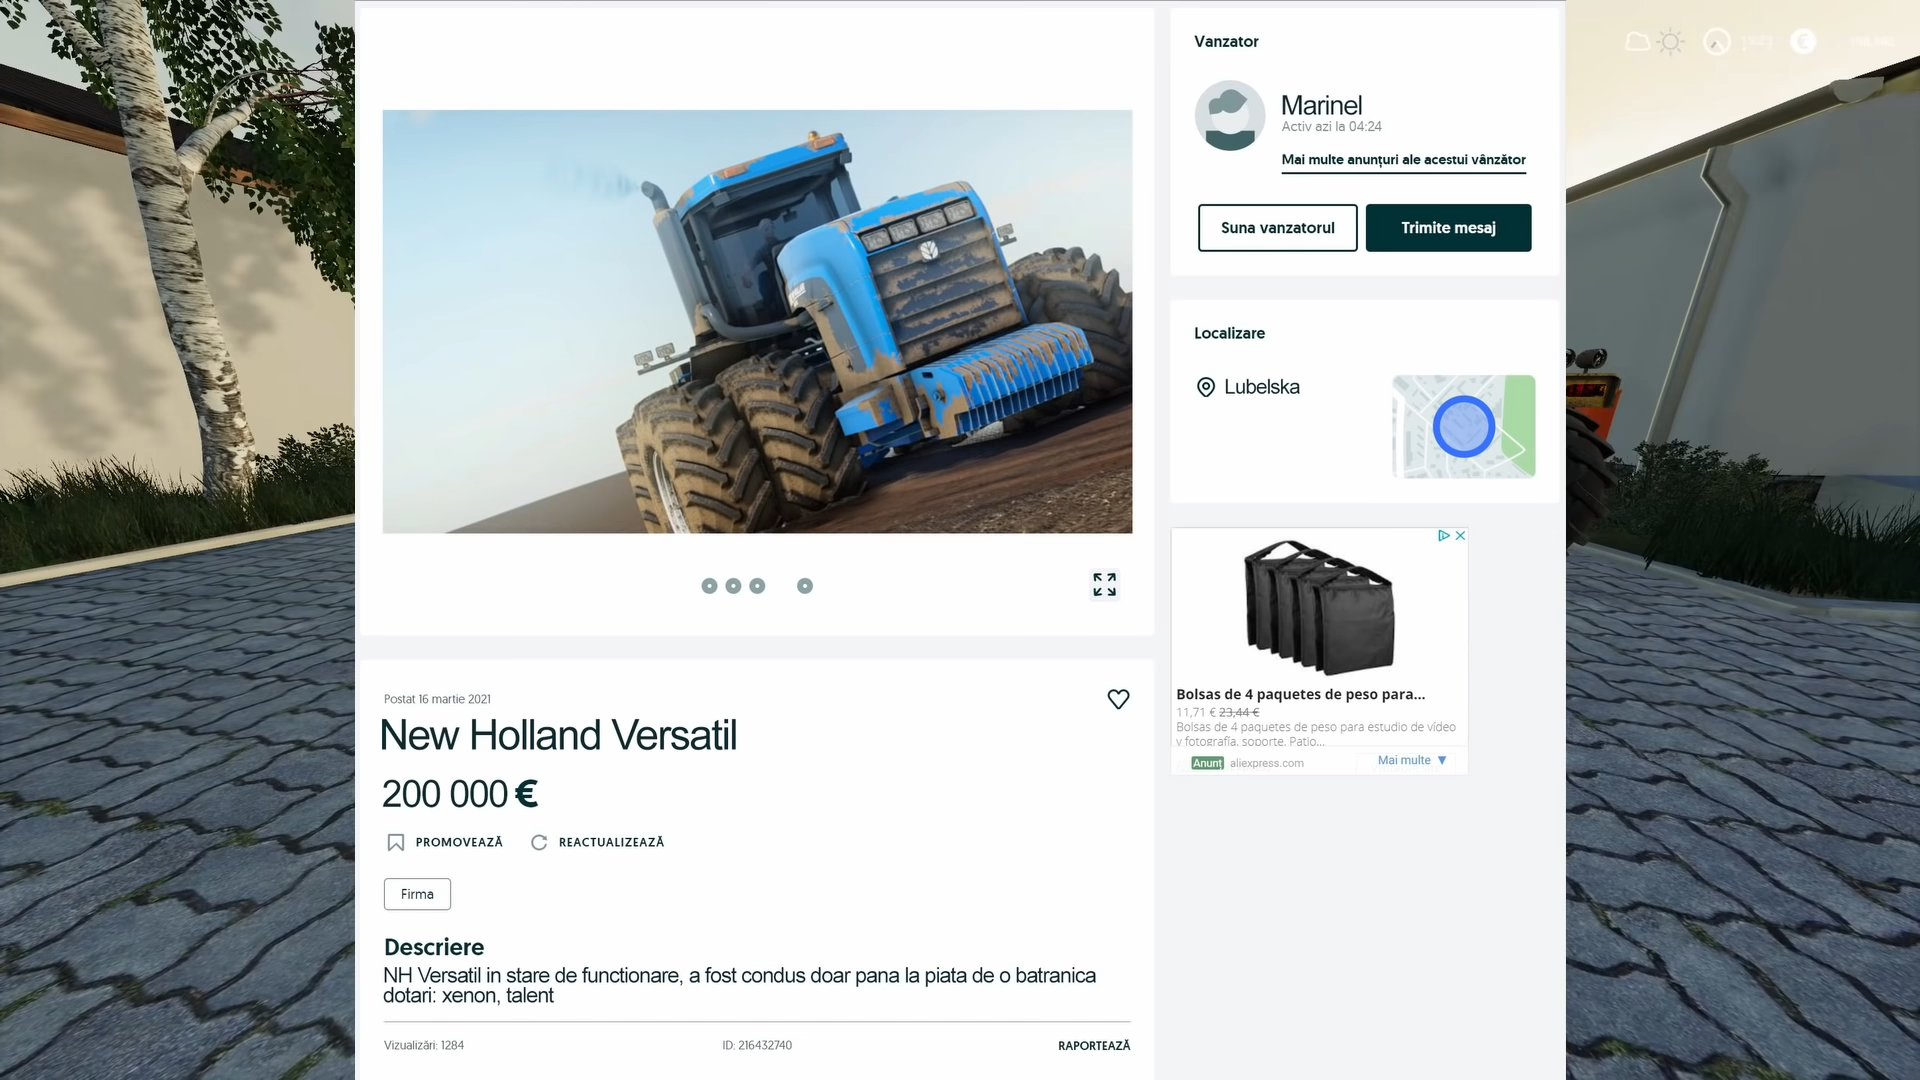 Vanzator
Marinel
Activ azi la 04:24
Mai multe anunțuri ale acestui vânzător
Suna vanzatorul
Trimite mesaj
Localizare
Lubelska
Postat 16 martie 2021
New Holland Versatil
200 000 €
PROMOVEAZĂ
REACTUALIZEAZĂ
Firma
Descriere
NH Versatil in stare de functionare, a fost condus doar pana la piata de o batranica
dotari: xenon, talent
Vizualizări: 1284
ID: 216432740
RAPORTEAZĂ
Bolsas de 4 paquetes de peso para...
11,71 € 23,44 €
Bolsas de 4 paquetes de peso para estudio de vídeo
y fotografía, soporte, Patio...
Anunț aliexpress.com
Mai multe